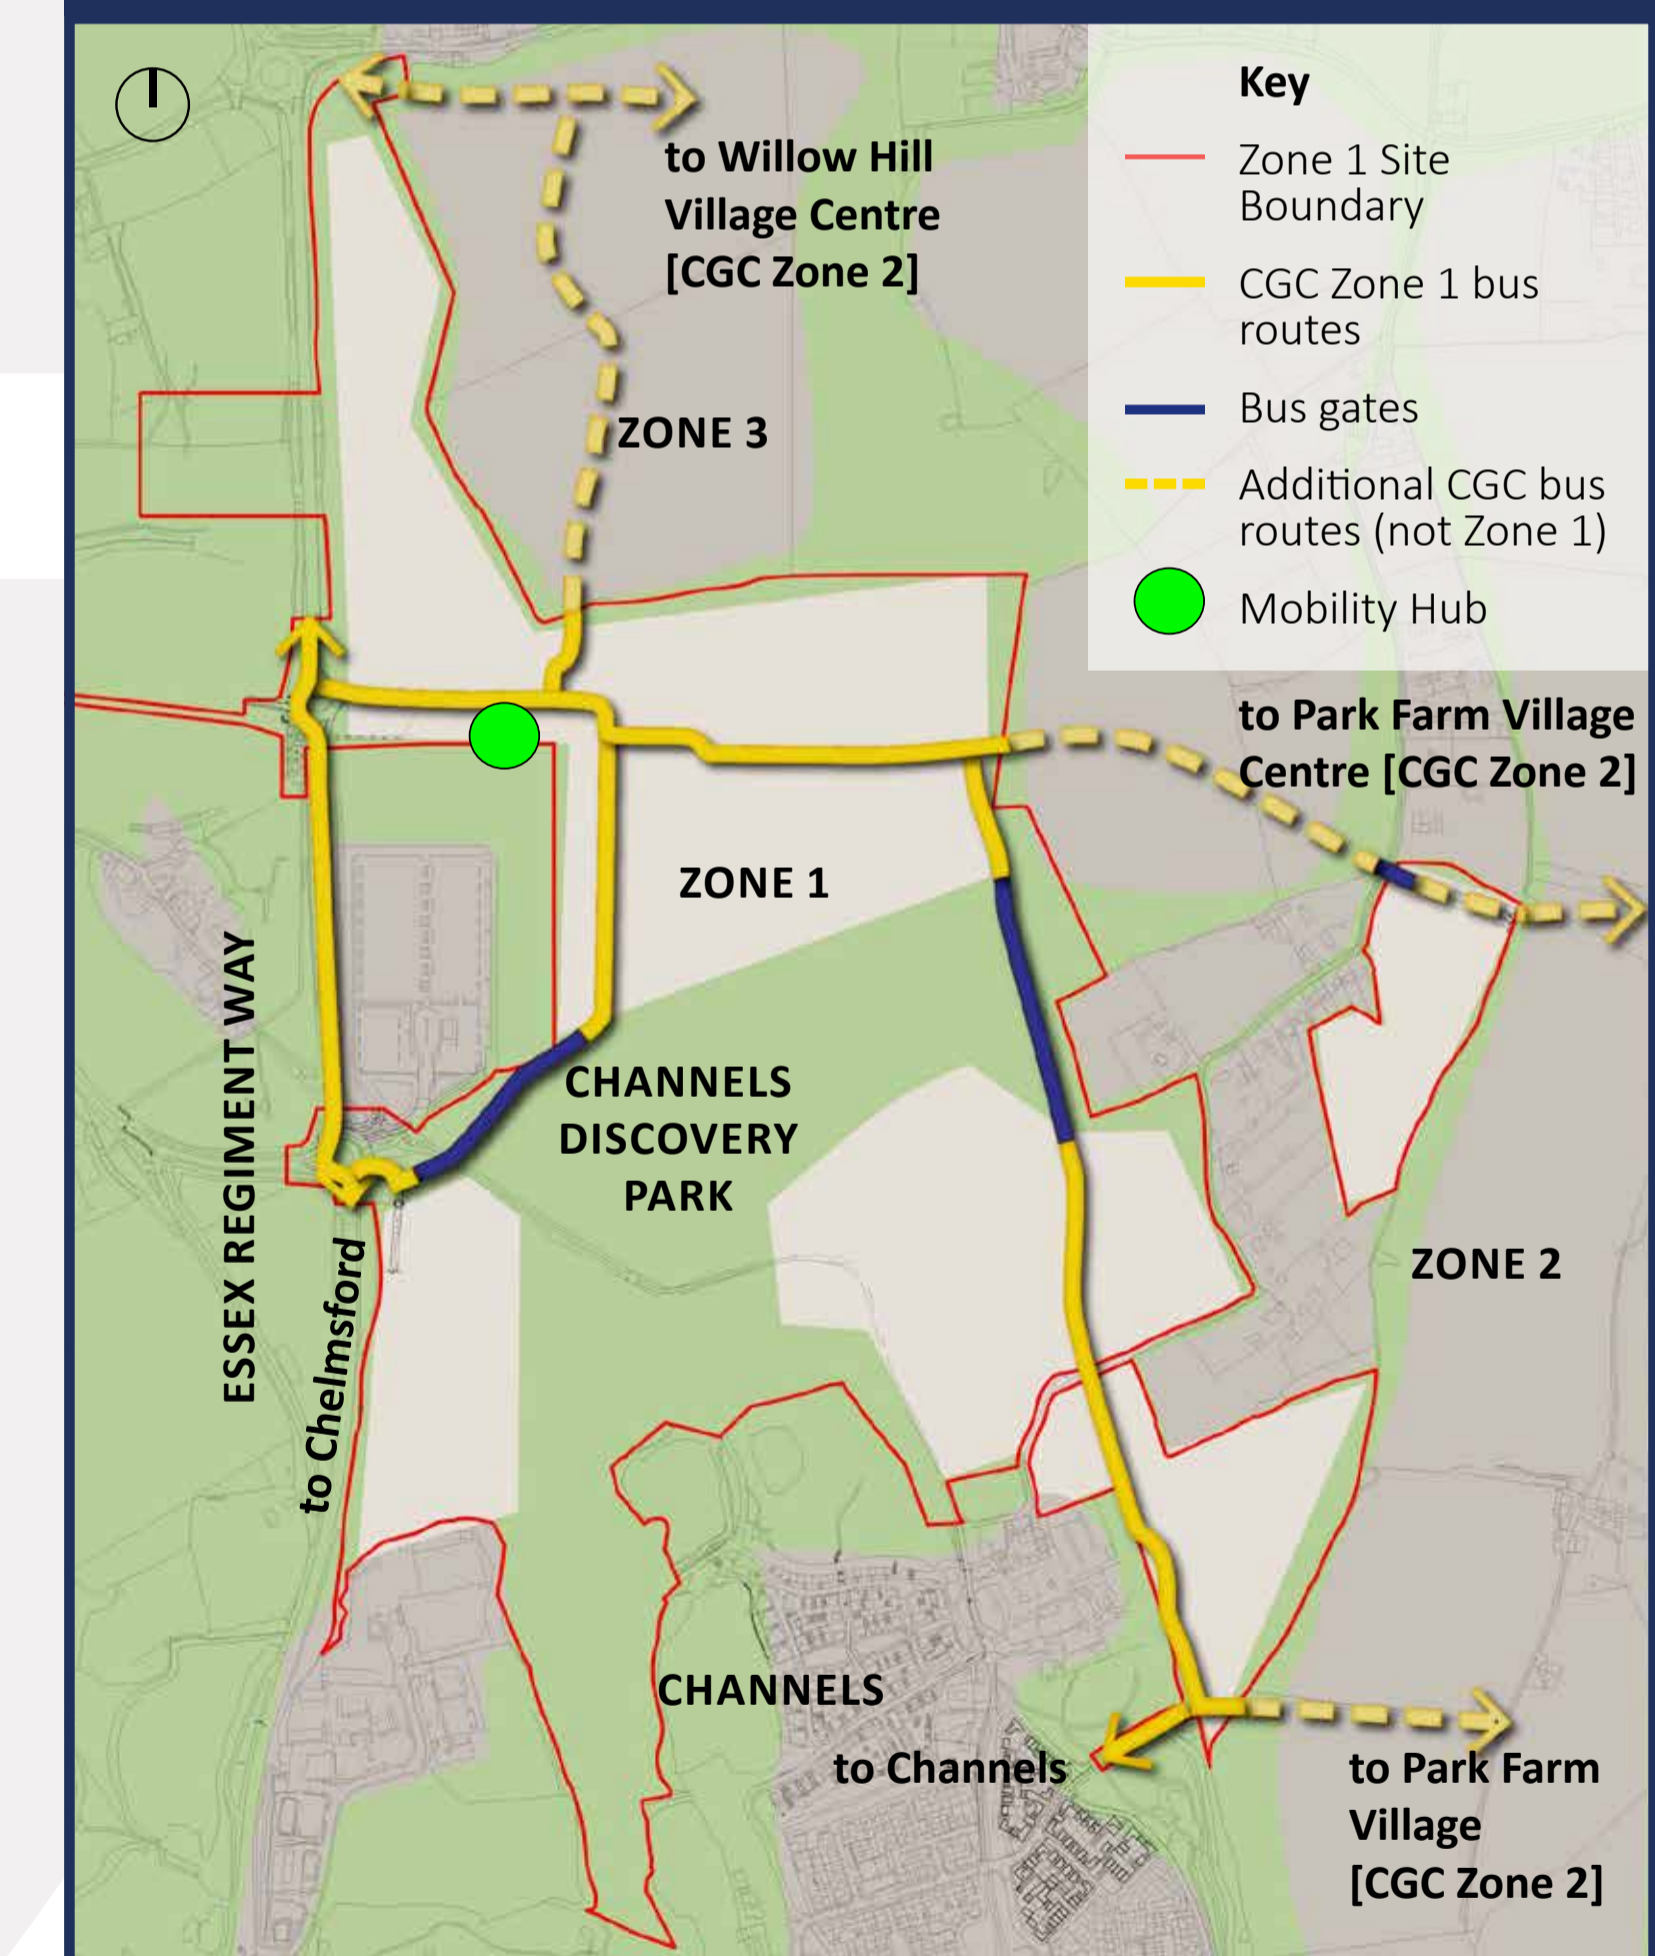 Key
Zone 1 Site
Boundary
CGC Zone 1 bus
routes
Bus gates
Additional CGC bus
routes (not Zone 1)
Mobility Hub
to Willow Hill
Village Centre
[CGC Zone 2]
ZONE 3
to Park Farm Village
Centre [CGC Zone 2]
ZONE 1
ESSEX REGIMENT WAY
CHANNELS
DISCOVERY
PARK
to Chelmsford
ZONE 2
CHANNELS
to Channels
to Park Farm
Village
[CGC Zone 2]